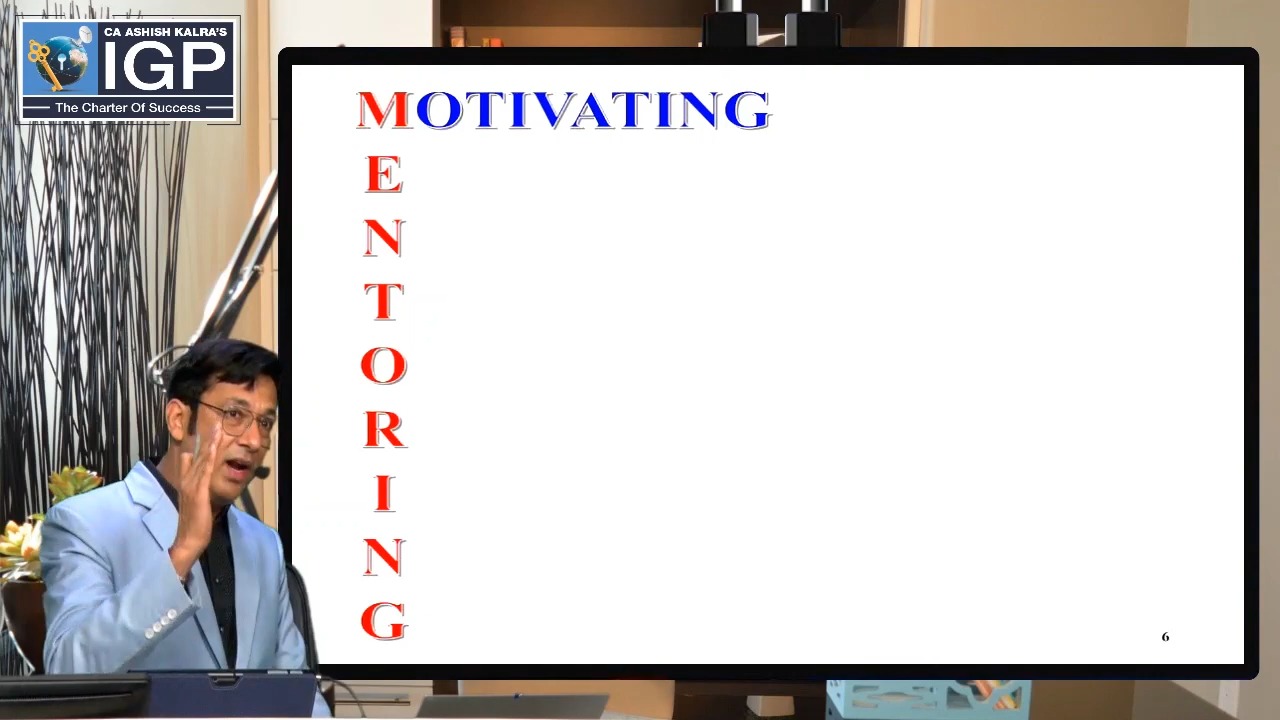 CA ASHISH KALRA'S
IGP
The Charter Of Success
MOTIVATING
E
N
T
O
R
I
N
G
6